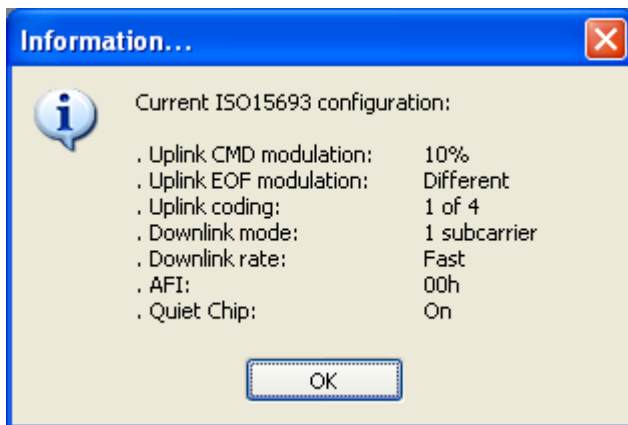 Information...
Current ISO15693 configuration:
. Uplink CMD modulation: 10%
. Uplink EOF modulation: Different
. Uplink coding: 1 of 4
. Downlink mode: 1 subcarrier
. Downlink rate: Fast
. AFI: 00h
. Quiet Chip: On
OK